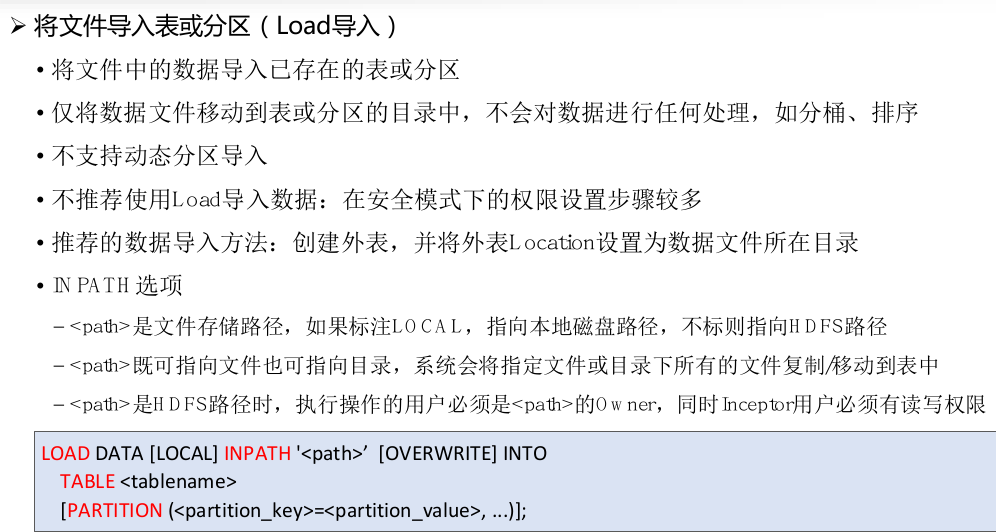 ➢ 将文件导入表或分区（Load导入）
• 将文件中的数据导入已存在的表或分区
• 仅将数据文件移动到表或分区的目录中，不会对数据进行任何处理，如分桶、排序
• 不支持动态分区导入
• 不推荐使用Load导入数据：在安全模式下的权限设置步骤较多
• 推荐的数据导入方法：创建外表，并将外表Location设置为数据文件所在目录
• INPATH 选项
– <path>是文件存储路径，如果标注LOCAL，指向本地磁盘路径，不标则指向HDFS路径
– <path>既可指向文件也可指向目录，系统会将指定文件或目录下所有的文件复制/移动到表中
– <path>是HDFS路径时，执行操作的用户必须是<path>的Owner，同时Inceptor用户必须有读写权限
LOAD DATA [LOCAL] INPATH '<path>’ [OVERWRITE] INTO
TABLE <tablename>
[PARTITION (<partition_key>=<partition_value>, ...)];